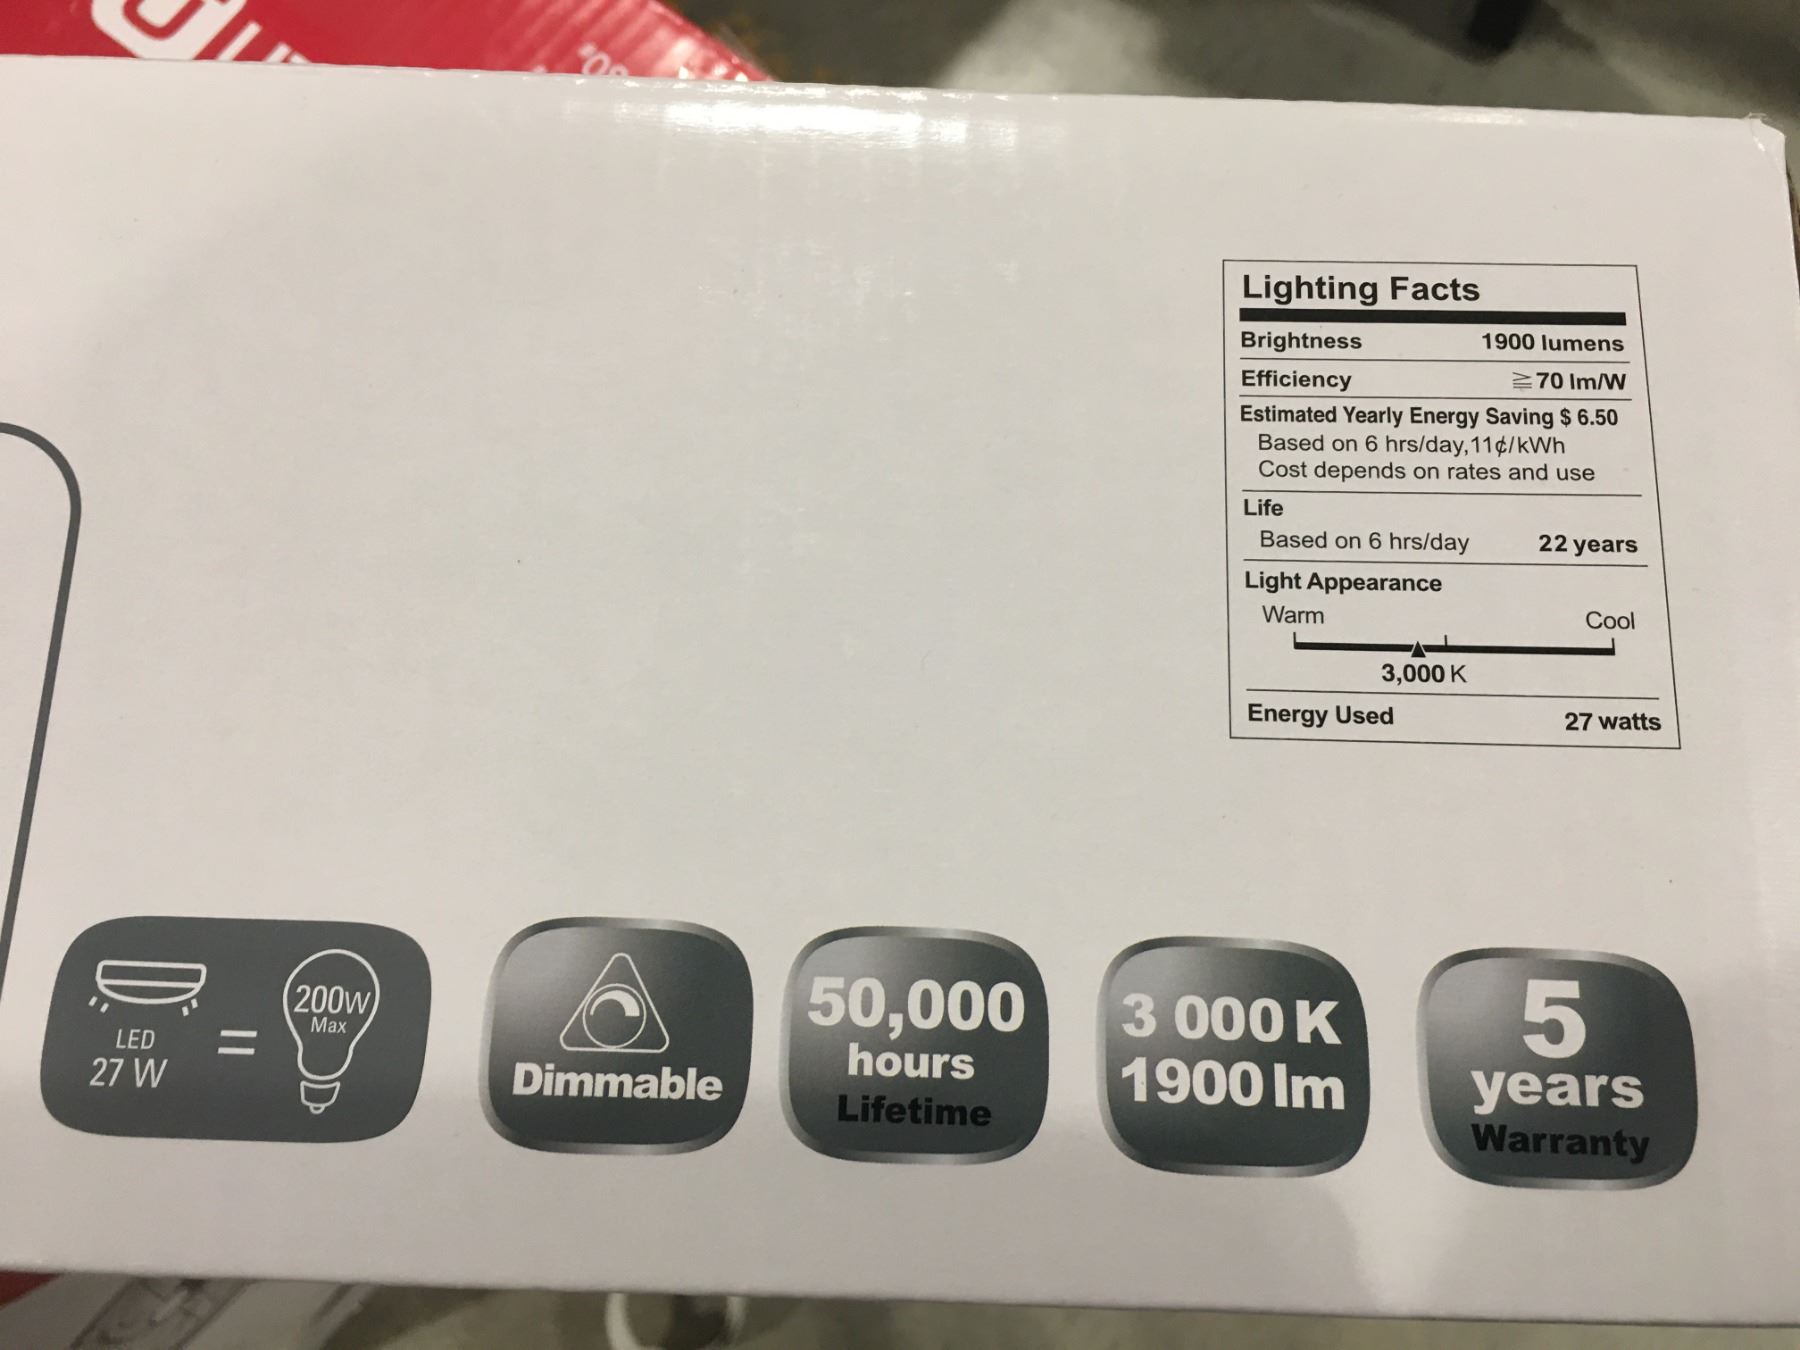 Lighting Facts
Brightness 1900 lumens
Efficiency ≧70 lm/W
Estimated Yearly Energy Saving $ 6.50
Based on 6 hrs/day,11¢/kWh
Cost depends on rates and use
Life
Based on 6 hrs/day 22 years
Light Appearance
Warm Cool
3,000 K
Energy Used 27 watts
LED
27 W
=
200w
Max
Dimmable
50,000
hours
Lifetime
3 000 K
1900 lm
5
years
Warranty